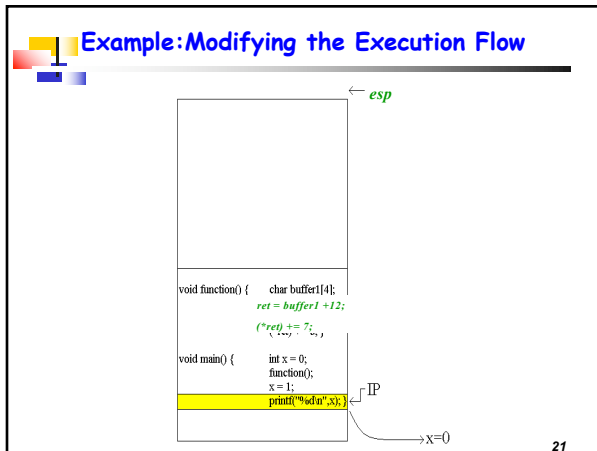 Example:Modifying the Execution Flow
esp
void function() { char buffer1[4];
ret = buffer1 +12;
(*ret) += 7;
void main() { int x = 0;
function();
x = 1;
IP
printf("%d\n",x); }
x=0
21